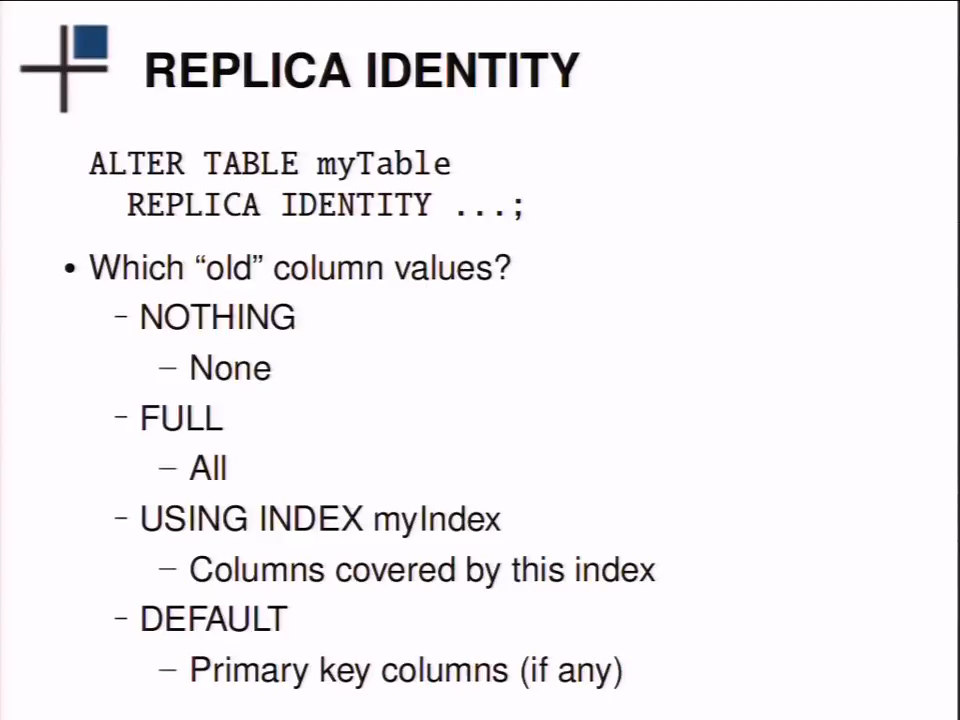 REPLICA IDENTITY
ALTER TABLE myTable
REPLICA IDENTITY ...;
• Which “old” column values?
– NOTHING
– None
– FULL
– All
– USING INDEX myIndex
– Columns covered by this index
– DEFAULT
– Primary key columns (if any)